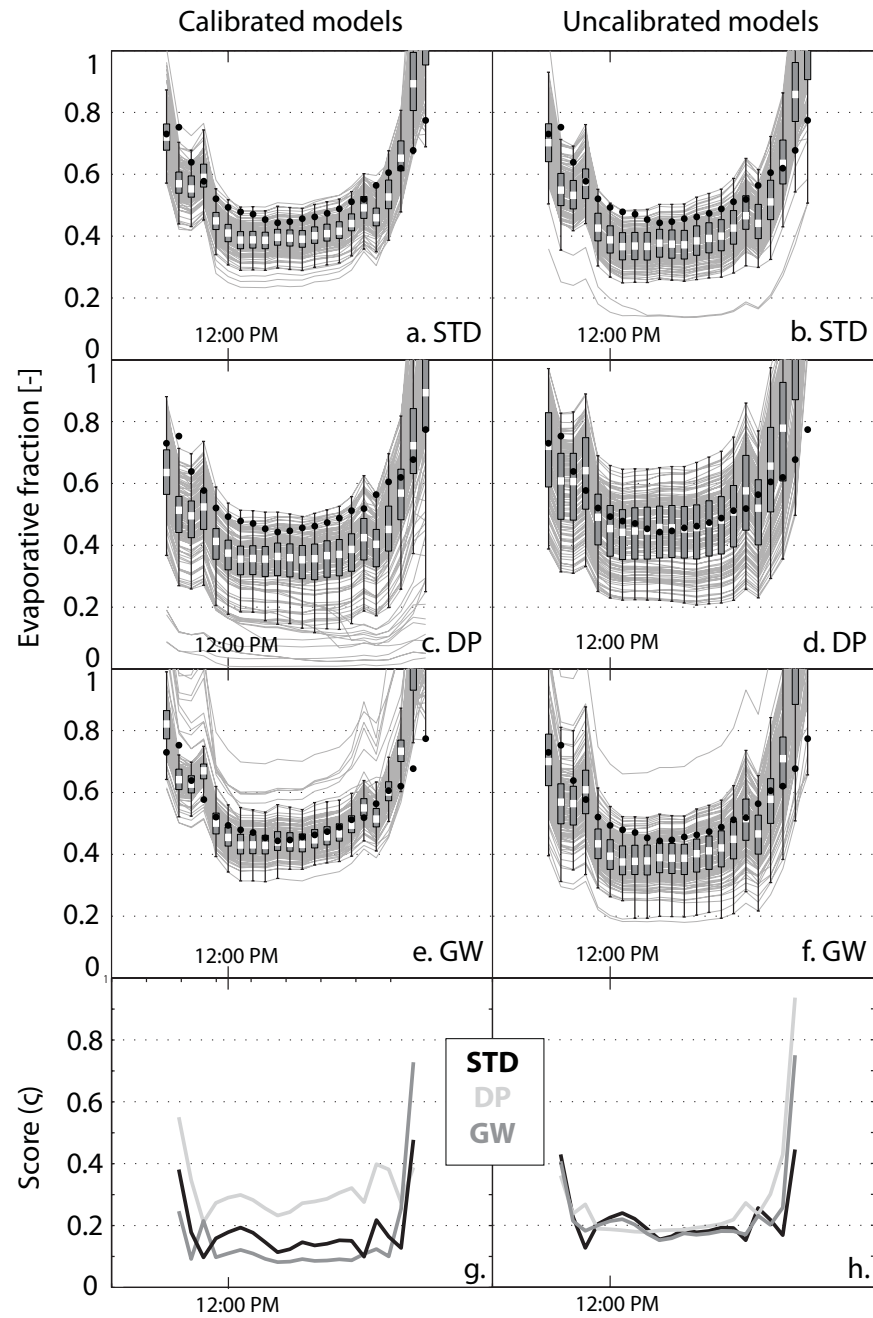 Calibrated models
Uncalibrated models
1
0.8
0.6
0.4
0.2
0
12:00 PM
a. STD
12:00 PM
b. STD
Evaporative fraction [-]
1
0.8
0.6
0.4
0.2
0
12:00 PM
c. DP
12:00 PM
d. DP
1
0.8
0.6
0.4
0.2
0
12:00 PM
e. GW
12:00 PM
f. GW
Score (ς)
1
0.8
0.6
0.4
0.2
0
STD
DP
GW
g.
h.
12:00 PM
12:00 PM